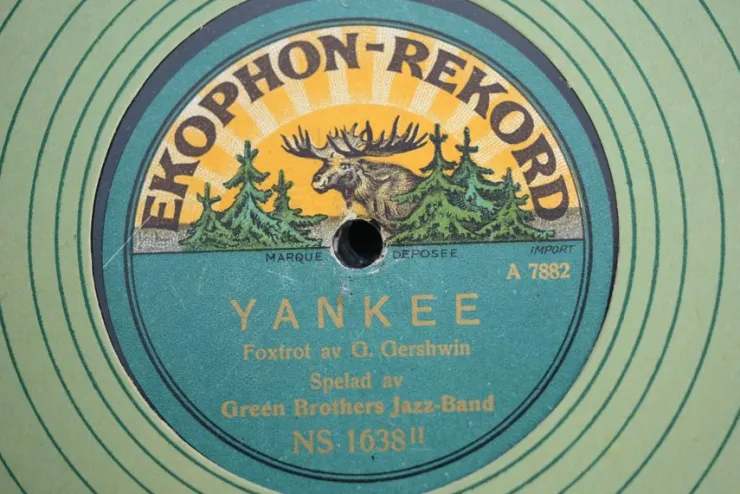 EKOPHON-REKORD
MARQUE DEPOSEE
IMPORT
A 7882
YANKEE
Foxtrot av G. Gershwin
Spelad av
Green Brothers Jazz-Band
NS 1638 II